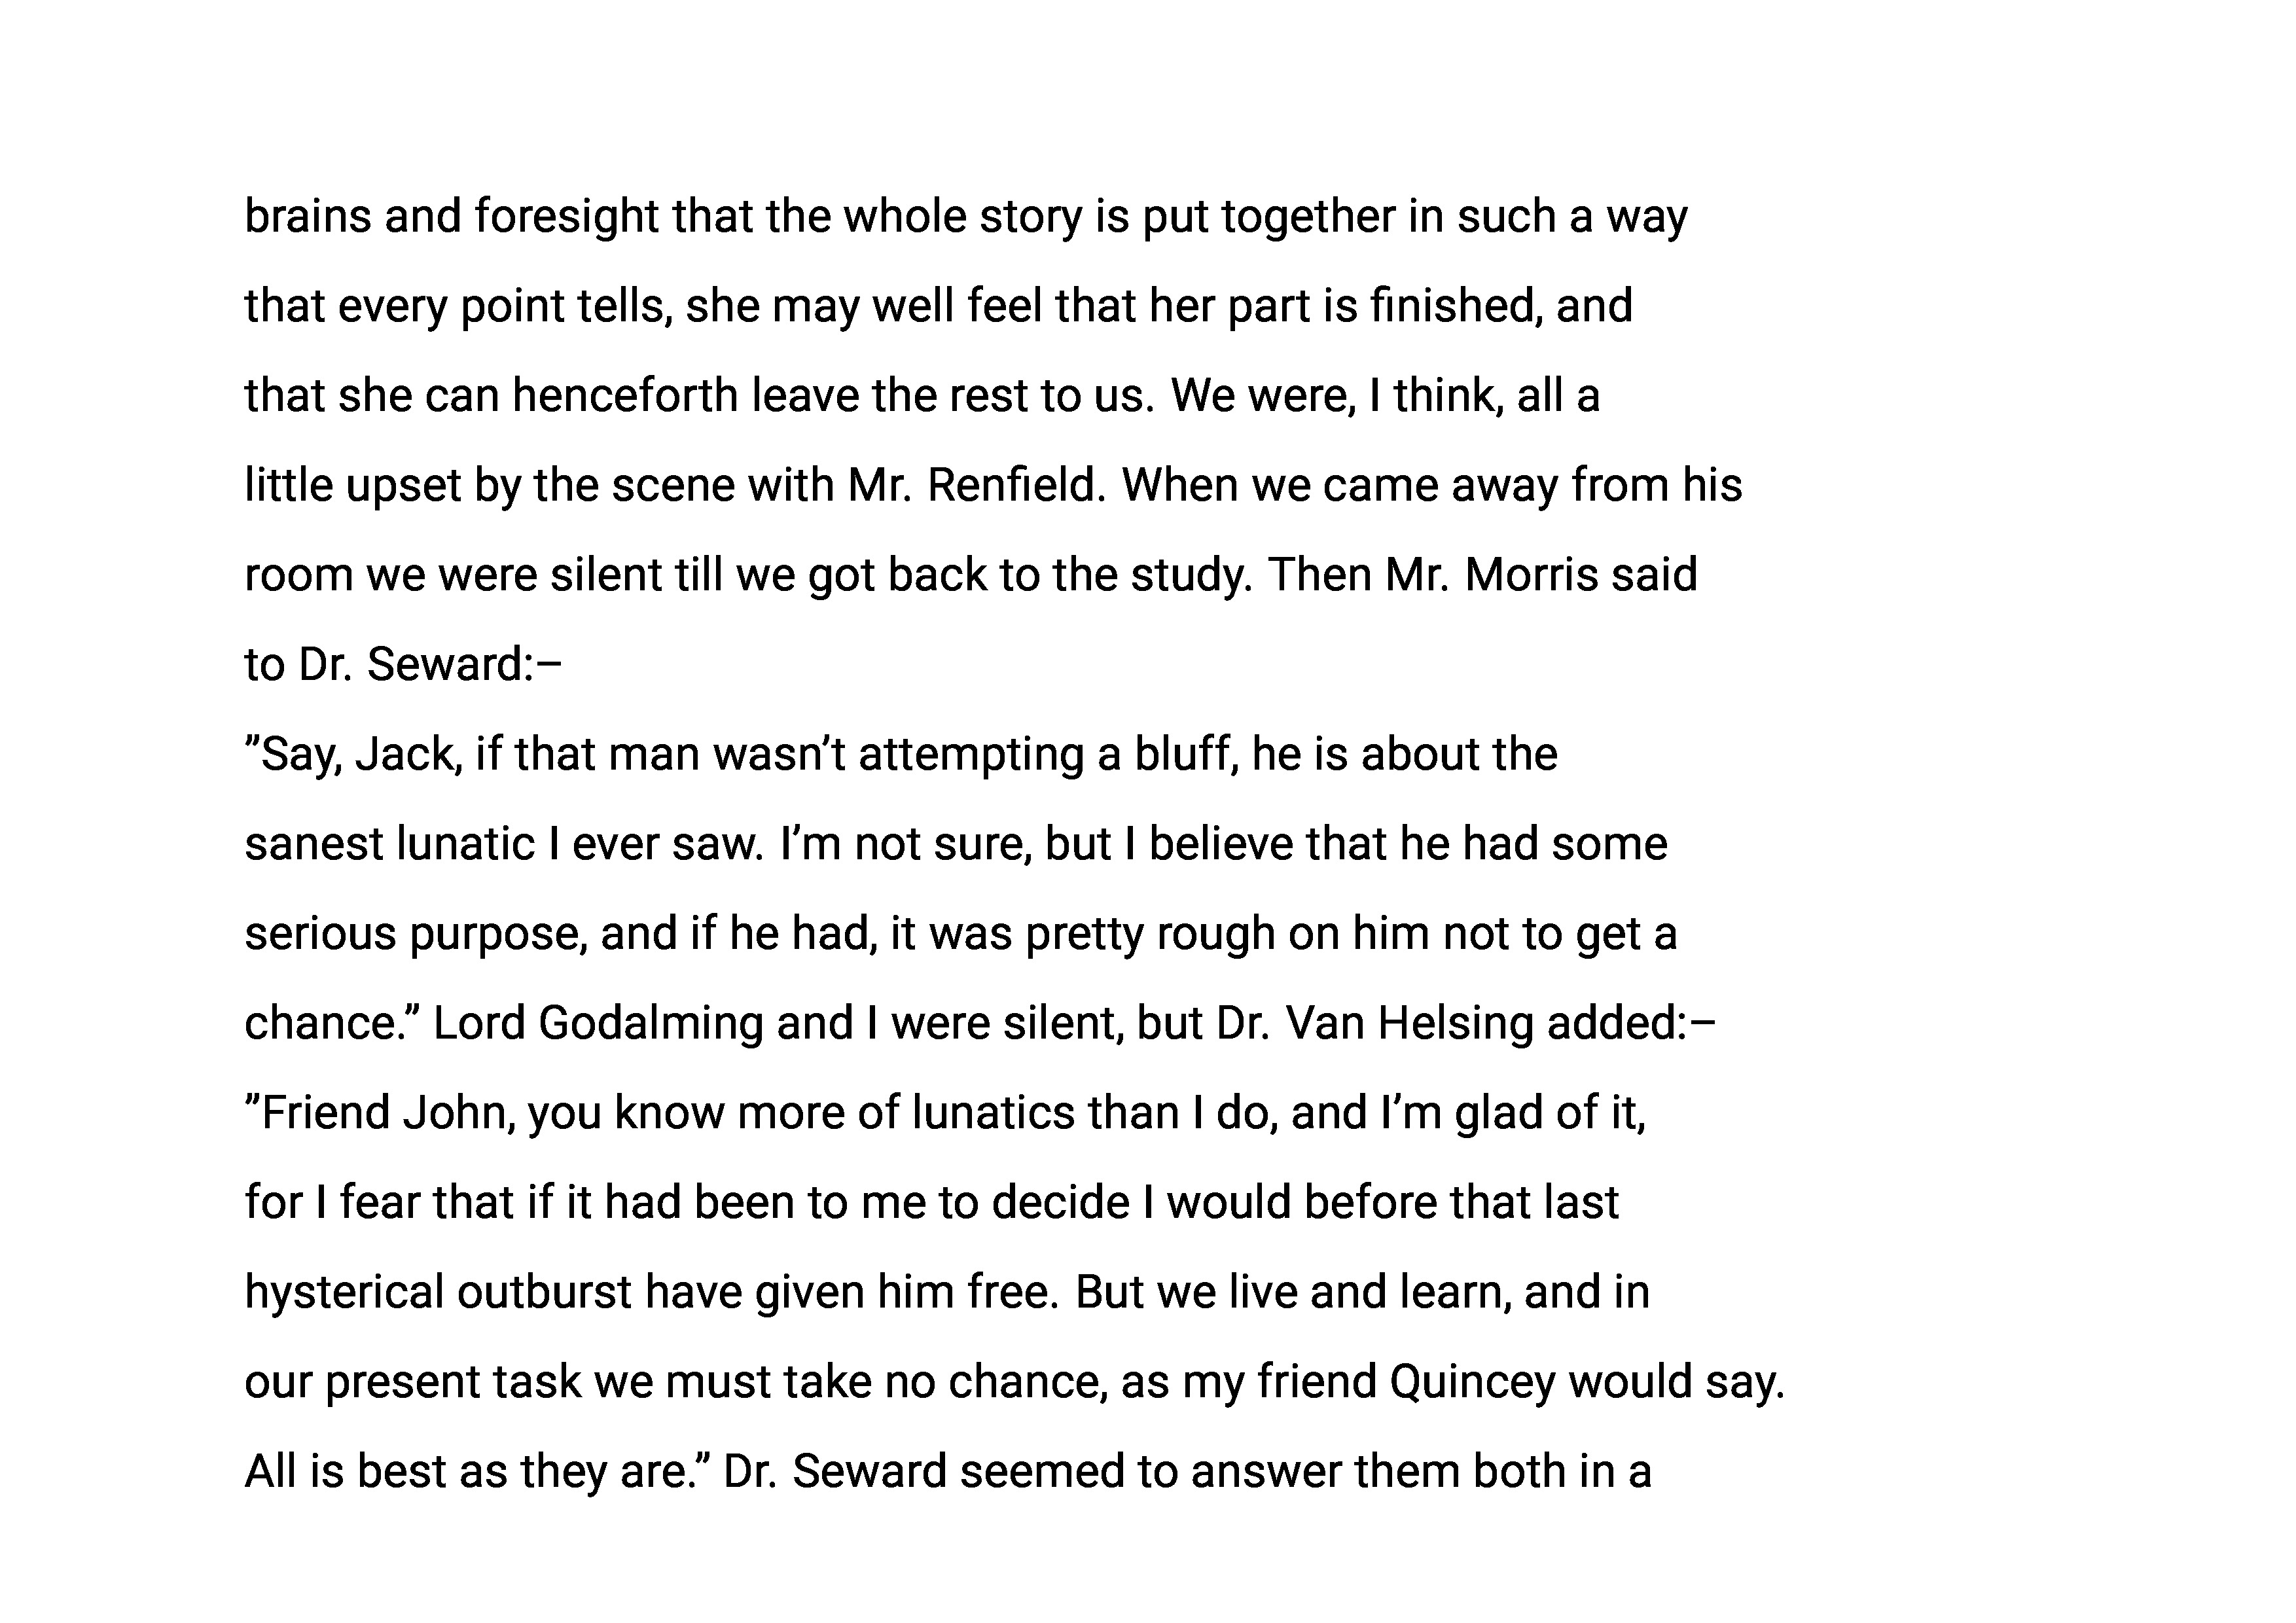 brains and foresight that the whole story is put together in such a way
that every point tells, she may well feel that her part is finished, and
that she can henceforth leave the rest to us. We were, I think, all a
little upset by the scene with Mr. Renfield. When we came away from his
room we were silent till we got back to the study. Then Mr. Morris said
to Dr. Seward:–
”Say, Jack, if that man wasn’t attempting a bluff, he is about the
sanest lunatic I ever saw. I’m not sure, but I believe that he had some
serious purpose, and if he had, it was pretty rough on him not to get a
chance.” Lord Godalming and I were silent, but Dr. Van Helsing added:–
”Friend John, you know more of lunatics than I do, and I’m glad of it,
for I fear that if it had been to me to decide I would before that last
hysterical outburst have given him free. But we live and learn, and in
our present task we must take no chance, as my friend Quincey would say.
All is best as they are.” Dr. Seward seemed to answer them both in a